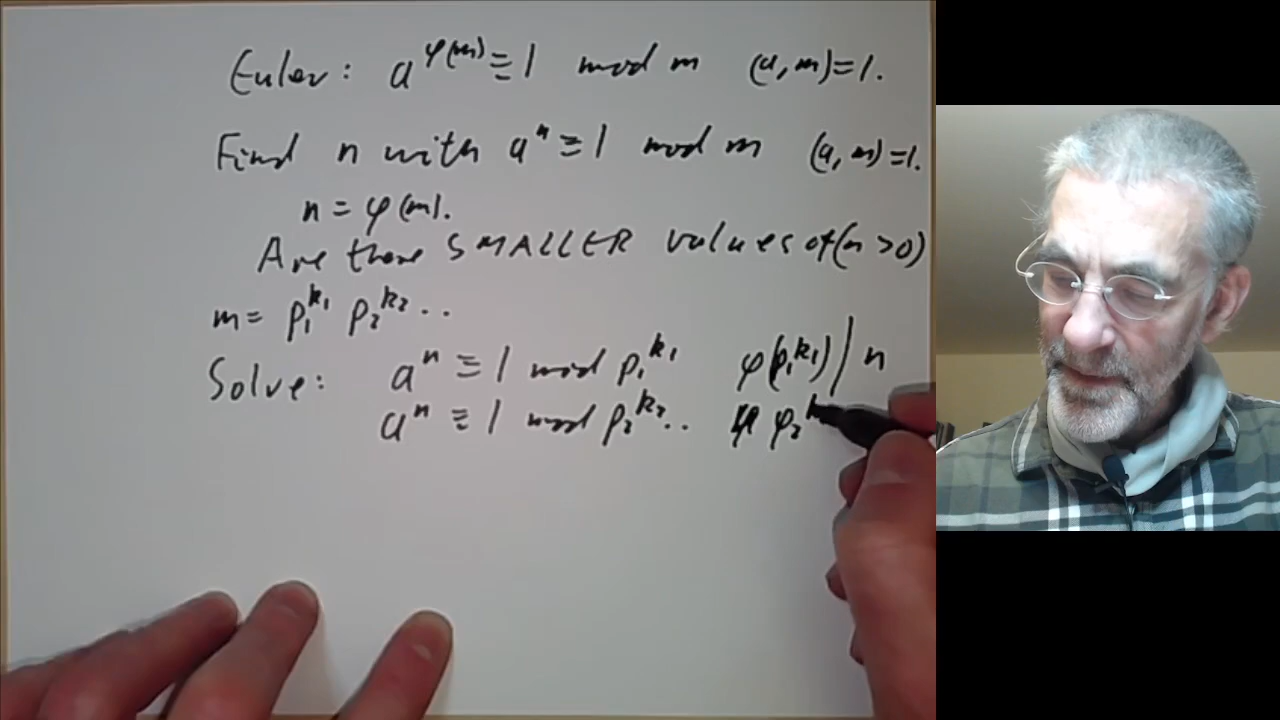 Euler: a^φ(m) ≡ 1 mod m (a, m)=1.
Find n with a^n ≡ 1 mod m (a, m)=1.
n = φ(m).
Are there SMALLER values of (n >0)
m = p₁^k₁ p₂^k₂ ..
Solve: a^n ≡ 1 mod p₁^k₁ φ(p₁^k₁) | n
a^n ≡ 1 mod p₂^k₂ ..